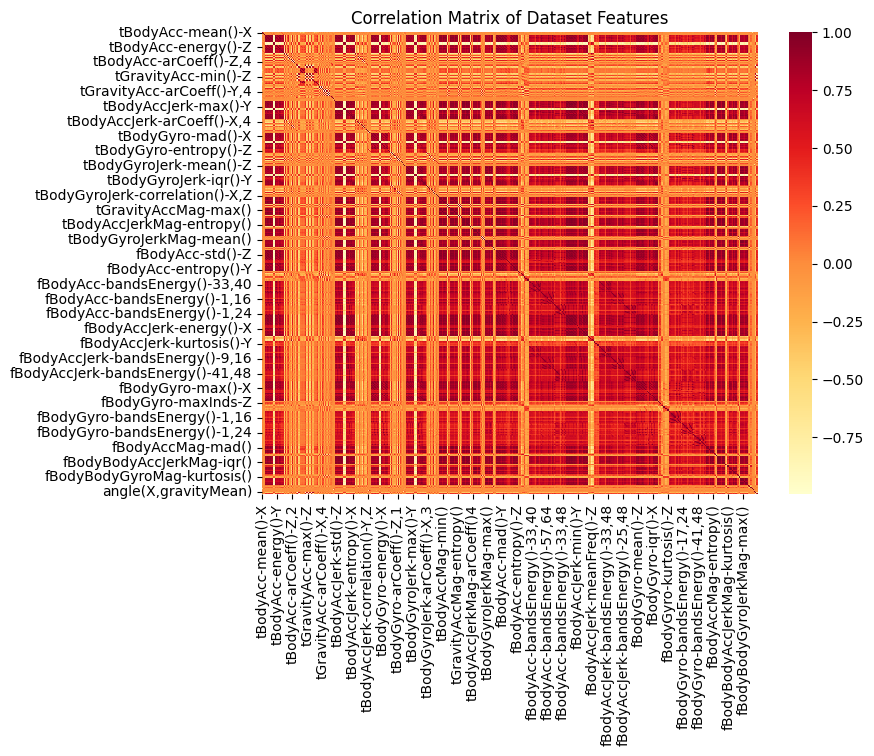 Correlation Matrix of Dataset Features
tBodyAcc-mean()-X
tBodyAcc-energy()-Z
tBodyAcc-arCoeff()-Z,4
tGravityAcc-min()-Z
tGravityAcc-arCoeff()-Y,4
tBodyAccJerk-max()-Y
tBodyAccJerk-arCoeff()-X,4
tBodyGyro-mad()-X
tBodyGyro-entropy()-Z
tBodyGyroJerk-mean()-Z
tBodyGyroJerk-iqr()-Y
tBodyGyroJerk-correlation()-X,Z
tGravityAccMag-max()
tBodyAccJerkMag-entropy()
tBodyGyroJerkMag-mean()
fBodyAcc-std()-Z
fBodyAcc-entropy()-Y
fBodyAcc-bandsEnergy()-33,40
fBodyAcc-bandsEnergy()-1,16
fBodyAcc-bandsEnergy()-1,24
fBodyAccJerk-energy()-X
fBodyAccJerk-kurtosis()-Y
fBodyAccJerk-bandsEnergy()-9,16
fBodyAccJerk-bandsEnergy()-41,48
fBodyGyro-max()-X
fBodyGyro-maxInds-Z
fBodyGyro-bandsEnergy()-1,16
fBodyGyro-bandsEnergy()-1,24
fBodyAccMag-mad()
fBodyBodyAccJerkMag-iqr()
fBodyBodyGyroMag-kurtosis()
angle(X,gravityMean)
tBodyAcc-mean()-X
tBodyAcc-energy()-Y
tBodyAcc-arCoeff()-Z,2
tGravityAcc-max()-Z
tGravityAcc-arCoeff()-X,4
tBodyAccJerk-std()-Z
tBodyAccJerk-entropy()-X
tBodyAccJerk-correlation()-Y,Z
tBodyGyro-energy()-X
tBodyGyro-arCoeff()-Z,1
tBodyGyroJerk-max()-Y
tBodyGyroJerk-arCoeff()-X,3
tBodyAccMag-min()
tGravityAccMag-entropy()
tBodyAccJerkMag-arCoeff()4
tBodyGyroJerkMag-max()
fBodyAcc-mad()-Y
fBodyAcc-entropy()-Z
fBodyAcc-bandsEnergy()-33,40
fBodyAcc-bandsEnergy()-57,64
fBodyAcc-bandsEnergy()-33,48
fBodyAccJerk-min()-Y
fBodyAccJerk-meanFreq()-Z
fBodyAccJerk-bandsEnergy()-33,48
fBodyAccJerk-bandsEnergy()-25,48
fBodyGyro-mean()-Z
fBodyGyro-iqr()-X
fBodyGyro-kurtosis()-Z
fBodyGyro-bandsEnergy()-17,24
fBodyGyro-bandsEnergy()-41,48
fBodyAccMag-entropy()
fBodyBodyAccJerkMag-kurtosis()
fBodyBodyGyroJerkMag-max()
1.00
0.75
0.50
0.25
0.00
−0.25
−0.50
−0.75